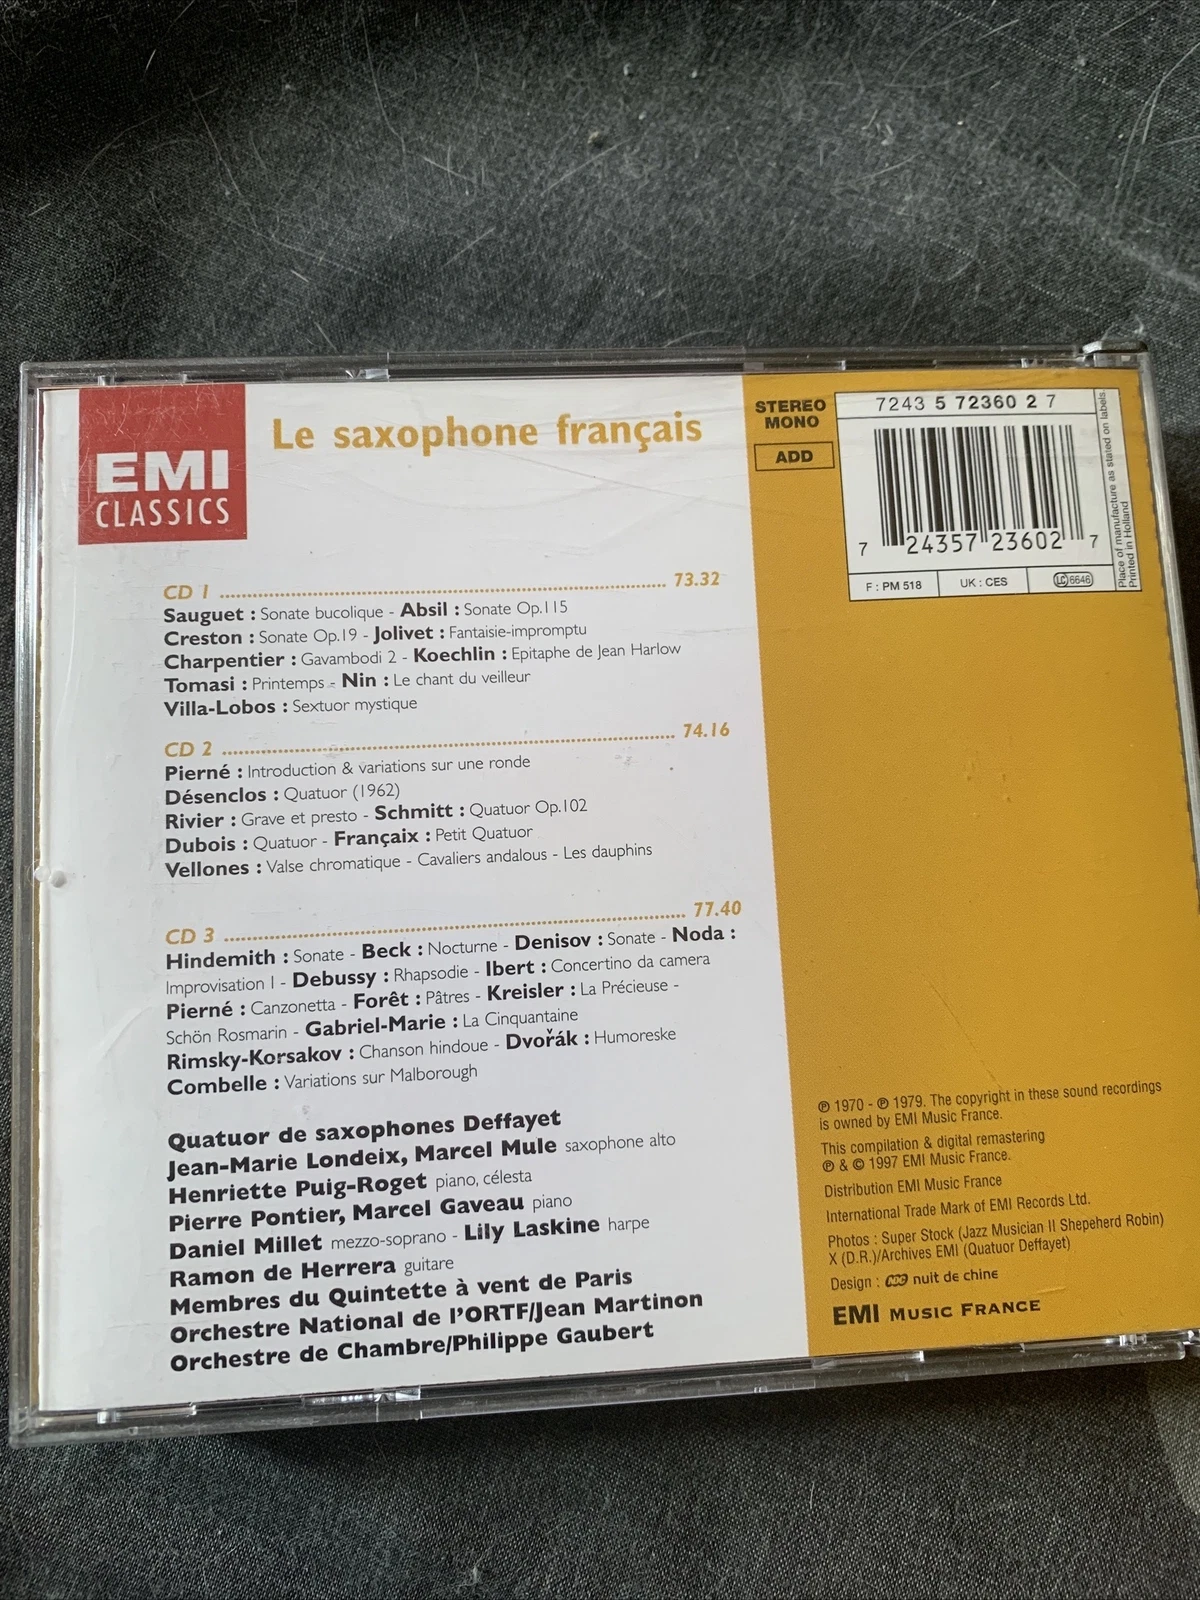 EMI
CLASSICS
Le saxophone français
CD 1 73.32
Sauguet : Sonate bucolique - Absil : Sonate Op.115
Creston : Sonate Op.19 - Jolivet : Fantaisie-impromptu
Charpentier : Gavambodi 2 - Koechlin : Epitaphe de Jean Harlow
Tomasi : Printemps - Nin : Le chant du veilleur
Villa-Lobos : Sextuor mystique
CD 2 74.16
Pierné : Introduction & variations sur une ronde
Désenclos : Quatuor (1962)
Rivier : Grave et presto - Schmitt : Quatuor Op.102
Dubois : Quatuor - Françaix : Petit Quatuor
Vellones : Valse chromatique - Cavaliers andalous - Les dauphins
CD 3 77.40
Hindemith : Sonate - Beck : Nocturne - Denisov : Sonate - Noda :
Improvisation I - Debussy : Rhapsodie - Ibert : Concertino da camera
Pierné : Canzonetta - Forêt : Pâtres - Kreisler : La Précieuse -
Schön Rosmarin - Gabriel-Marie : La Cinquantaine
Rimsky-Korsakov : Chanson hindoue - Dvořák : Humoreske
Combelle : Variations sur Malborough
Quatuor de saxophones Deffayet
Jean-Marie Londeix, Marcel Mule saxophone alto
Henriette Puig-Roget piano, célesta
Pierre Pontier, Marcel Gaveau piano
Daniel Millet mezzo-soprano - Lily Laskine harpe
Ramon de Herrera guitare
Membres du Quintette à vent de Paris
Orchestre National de l'ORTF/Jean Martinon
Orchestre de Chambre/Philippe Gaubert
STEREO
MONO
ADD
7243 5 72360 2 7
7 24357 23602 7
F : PM 518 UK : CES LC 6646
Place of manufacture as stated on labels.
Printed in Holland
℗ 1970 - ℗ 1979. The copyright in these sound recordings
is owned by EMI Music France.
This compilation & digital remastering
℗ & © 1997 EMI Music France.
Distribution EMI Music France
International Trade Mark of EMI Records Ltd.
Photos : Super Stock (Jazz Musician II Shepeherd Robin)
X (D.R.)/Archives EMI (Quatuor Deffayet)
Design : ndc nuit de chine
EMI MUSIC FRANCE